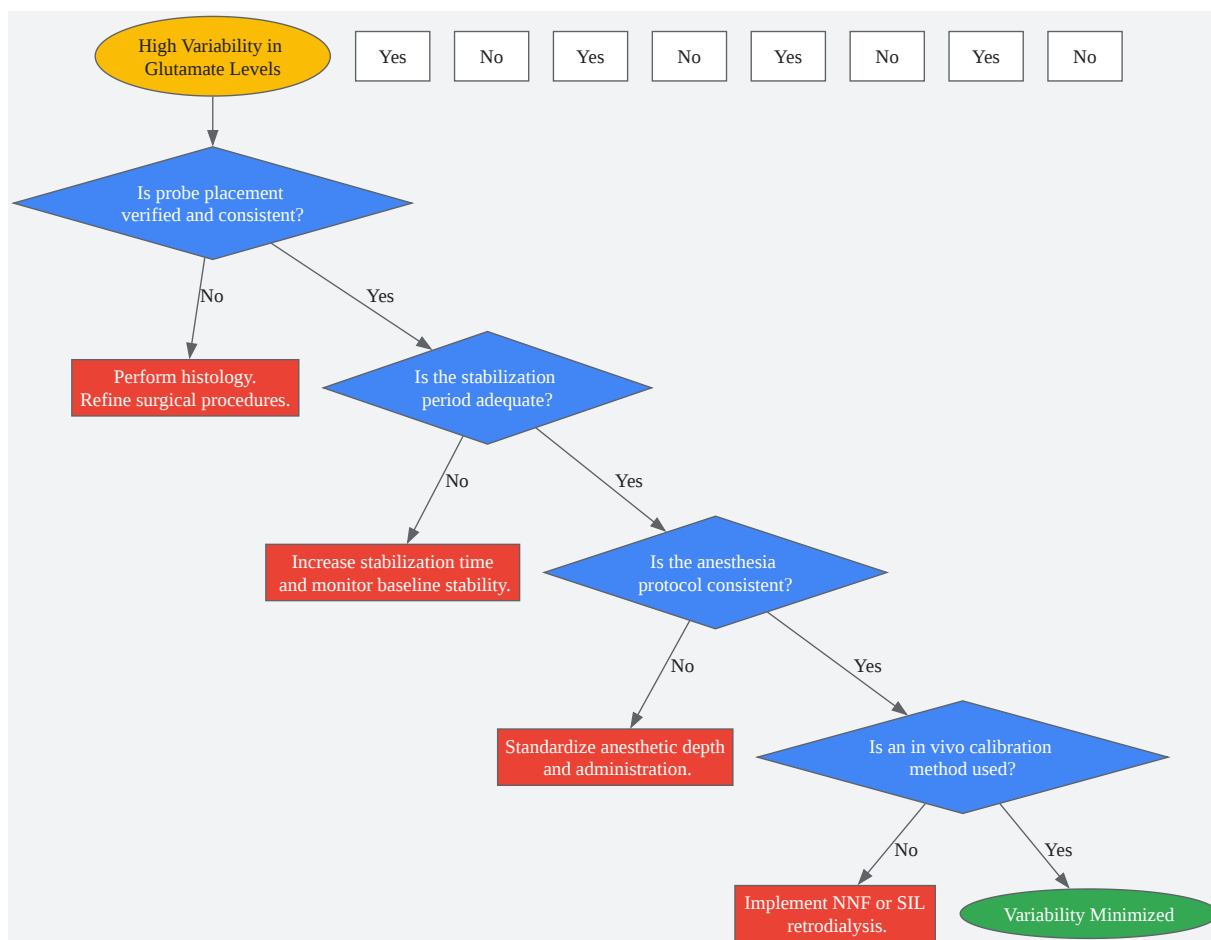 High Variability in
Glutamate Levels
Yes
No
Yes
No
Yes
No
Yes
No
Is probe placement
verified and consistent?
No
Yes
Perform histology.
Refine surgical procedures.
Is the stabilization
period adequate?
No
Yes
Increase stabilization time
and monitor baseline stability.
Is the anesthesia
protocol consistent?
No
Yes
Standardize anesthetic depth
and administration.
Is an in vivo calibration
method used?
No
Yes
Implement NNF or SIL
retrodialysis.
Variability Minimized